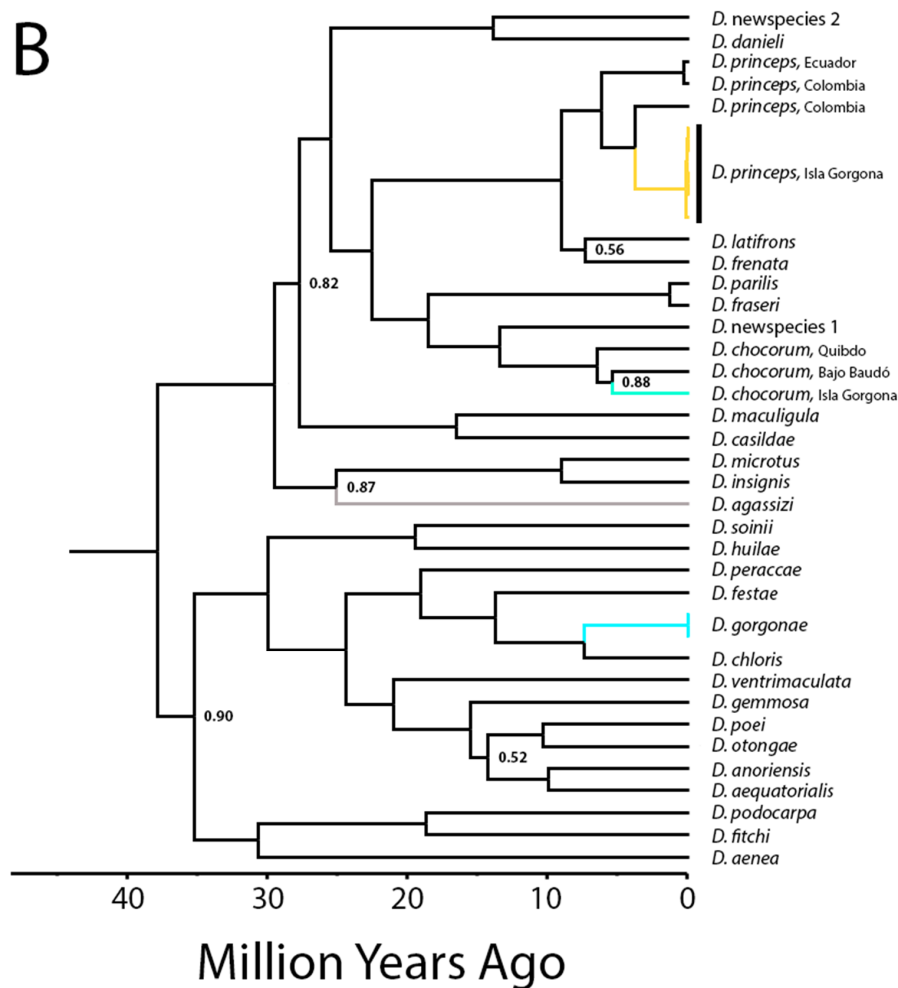 B
D. newspecies 2
D. danieli
D. princeps, Ecuador
D. princeps, Colombia
D. princeps, Colombia
D. princeps, Isla Gorgona
D. latifrons
0.56
D. frenata
D. parilis
0.82
D. fraseri
D. newspecies 1
D. chocorum, Quibdo
D. chocorum, Bajo Baudó
0.88
D. chocorum, Isla Gorgona
D. maculigula
D. casildae
D. microtus
D. insignis
0.87
D. agassizi
D. soinii
D. huilae
D. peraccae
D. festae
D. gorgonae
D. chloris
D. ventrimaculata
D. gemmosa
0.90
D. poei
D. otongae
0.52
D. anoriensis
D. aequatorialis
D. podocarpa
D. fitchi
D. aenea
40 30 20 10 0
Million Years Ago